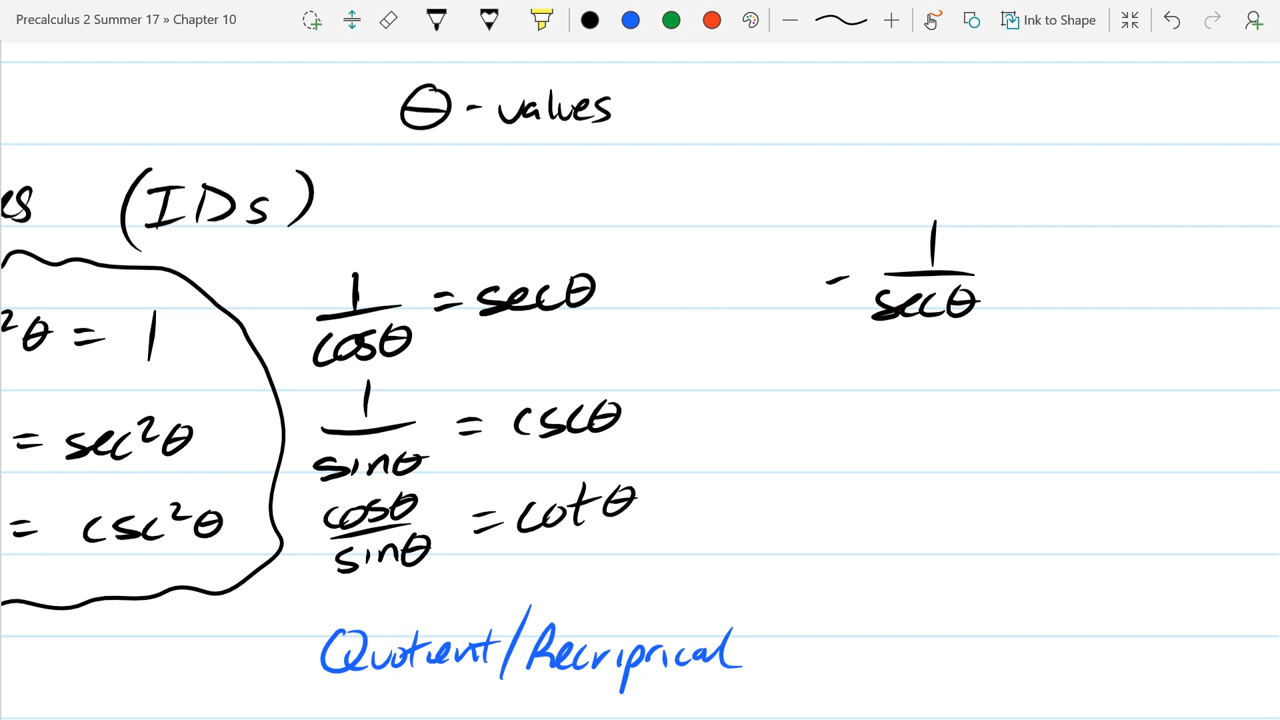 Precalculus 2 Summer 17 » Chapter 10
Ink to Shape
θ - values
es (IDs)
1/cosθ = secθ
- 1/secθ
²θ = 1
1/sinθ = cscθ
= sec²θ
cosθ/sinθ = cotθ
= csc²θ
Quotient/Recriprical